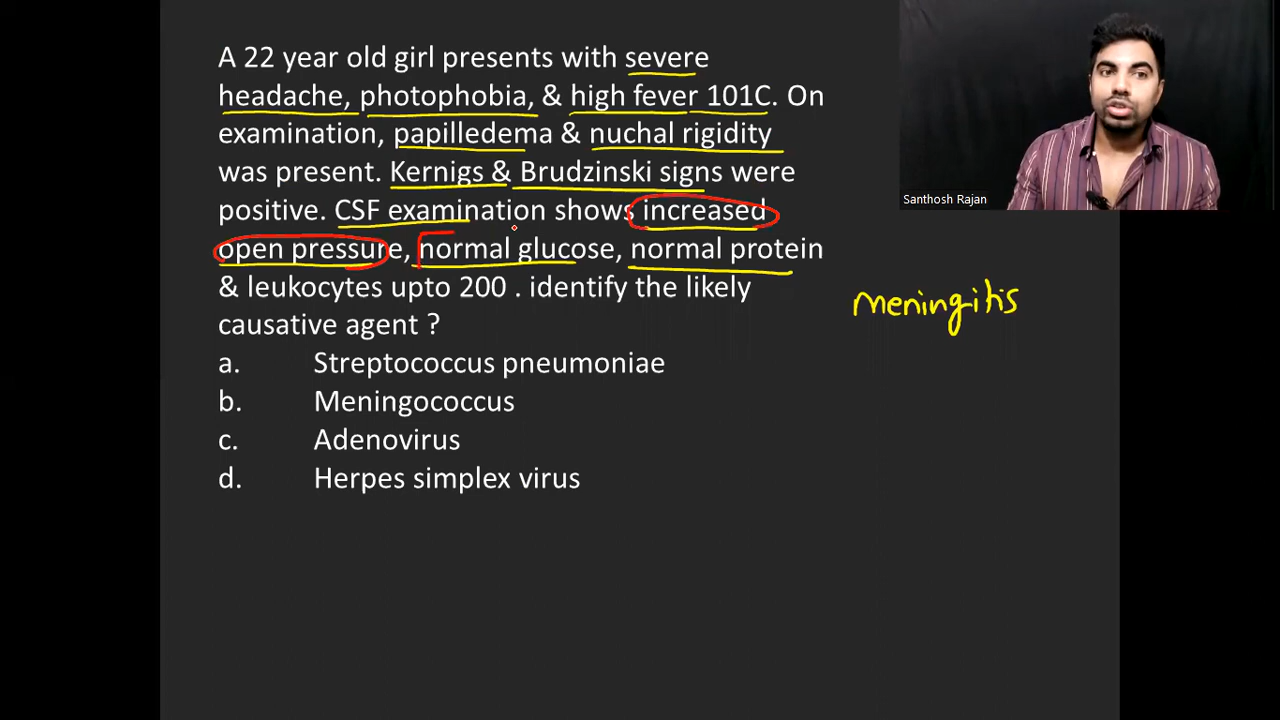 A 22 year old girl presents with severe
headache, photophobia, & high fever 101C. On
examination, papilledema & nuchal rigidity
was present. Kernigs & Brudzinski signs were
positive. CSF examination shows increased
open pressure, normal glucose, normal protein
& leukocytes upto 200 . identify the likely
causative agent ?
a. Streptococcus pneumoniae
b. Meningococcus
c. Adenovirus
d. Herpes simplex virus
meningitis
Santhosh Rajan